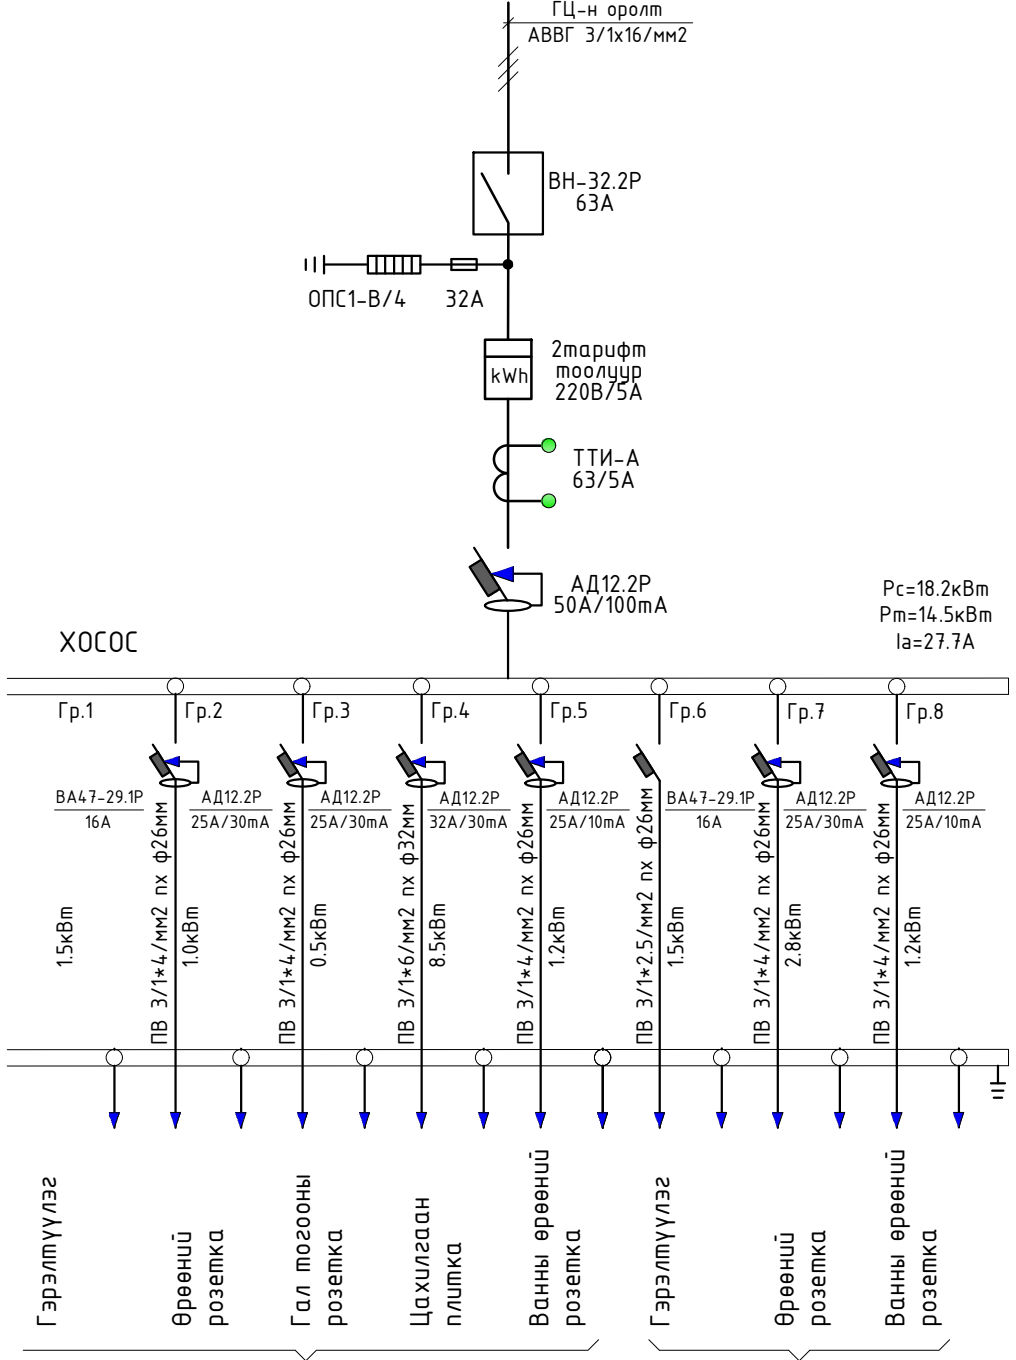 ГЦ-н оролт
АВВГ 3/1х16/мм2
ВН-32.2Р
63А
ОПС1-В/4
32А
2тарифт
тоолуур
220В/5А
kWh
ТТИ-А
63/5А
АД12.2Р
50А/100mА
Рс=18.2кВт
Рт=14.5кВт
Iа=27.7А
ХОСОС
Гр.1
Гр.2
Гр.3
Гр.4
Гр.5
Гр.6
Гр.7
Гр.8
ВА47-29.1Р
16А
АД12.2Р
25А/30mА
АД12.2Р
25А/30mА
АД12.2Р
32А/30mА
АД12.2Р
25А/10mА
ВА47-29.1Р
16А
АД12.2Р
25А/30mА
АД12.2Р
25А/10mА
1.5кВт
ПВ 3/1*4/мм2 пх ф26мм
1.0кВт
ПВ 3/1*4/мм2 пх ф26мм
0.5кВт
ПВ 3/1*6/мм2 пх ф32мм
8.5кВт
ПВ 3/1*4/мм2 пх ф26мм
1.2кВт
ПВ 3/1*2.5/мм2 пх ф26мм
1.5кВт
ПВ 3/1*4/мм2 пх ф26мм
2.8кВт
ПВ 3/1*4/мм2 пх ф26мм
1.2кВт
Гэрэлтүүлэг
Өрөөний
розетка
Гал тогооны
розетка
Цахилгаан
плитка
Ванны өрөөний
розетка
Гэрэлтүүлэг
Өрөөний
розетка
Ванны өрөөний
розетка